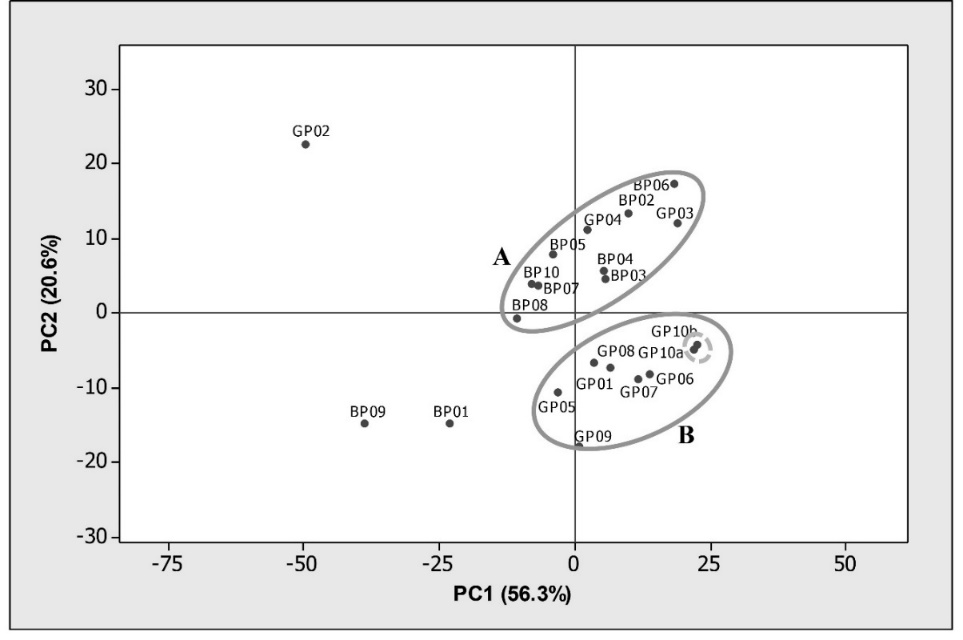 30
GP02
20
BP06
BP02
GP03
GP04
10
BP05
A
BP04
BP10
BP03
BP07
BP08
0
PC2 (20.6%)
GP10b
GP08
GP10a
GP01
GP06
-10
GP07
GP05
BP09
BP01
GP09
B
-20
-30
-75
-50
-25
0
25
50
PC1 (56.3%)